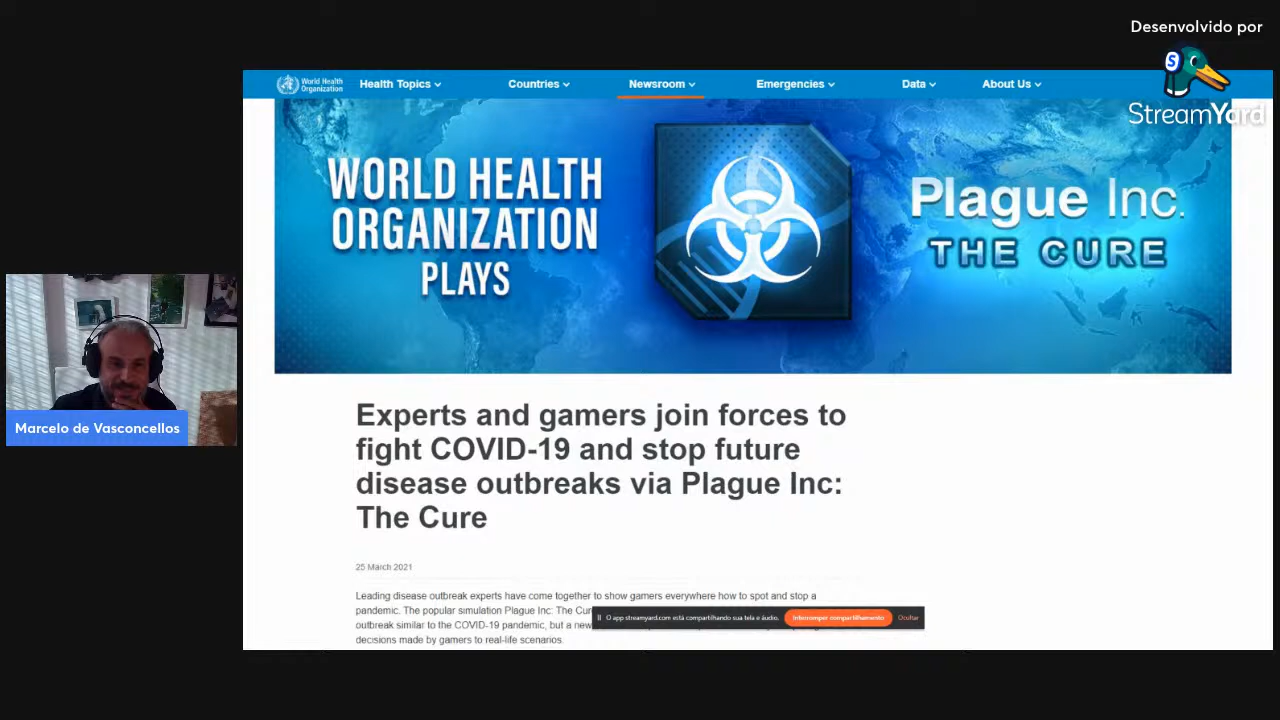 Desenvolvido por
StreamYard
World Health
Organization
Health Topics
Countries
Newsroom
Emergencies
Data
About Us
WORLD HEALTH
ORGANIZATION
PLAYS
Plague Inc.
THE CURE
Marcelo de Vasconcellos
Experts and gamers join forces to
fight COVID-19 and stop future
disease outbreaks via Plague Inc:
The Cure
25 March 2021
Leading disease outbreak experts have come together to show gamers everywhere how to spot and stop a
pandemic. The popular simulation Plague Inc: The Cur
outbreak similar to the COVID-19 pandemic, but a new
decisions made by gamers to real-life scenarios.
O app streamyard.com está compartilhando sua tela e áudio.
Interromper compartilhamento
Ocultar